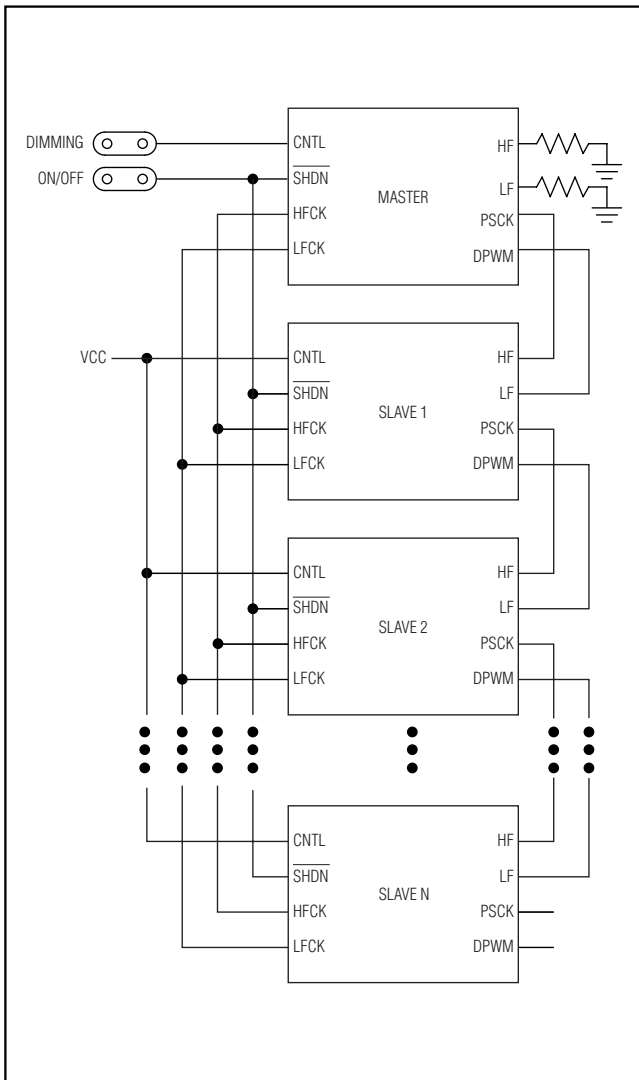 DIMMING
ON/OFF
CNTL
SHDN
HFCK
LFCK
MASTER
HF
LF
PSCK
DPWM
VCC
CNTL
SHDN
HFCK
LFCK
SLAVE 1
HF
LF
PSCK
DPWM
CNTL
SHDN
HFCK
LFCK
SLAVE 2
HF
LF
PSCK
DPWM
CNTL
SHDN
HFCK
LFCK
SLAVE N
HF
LF
PSCK
DPWM